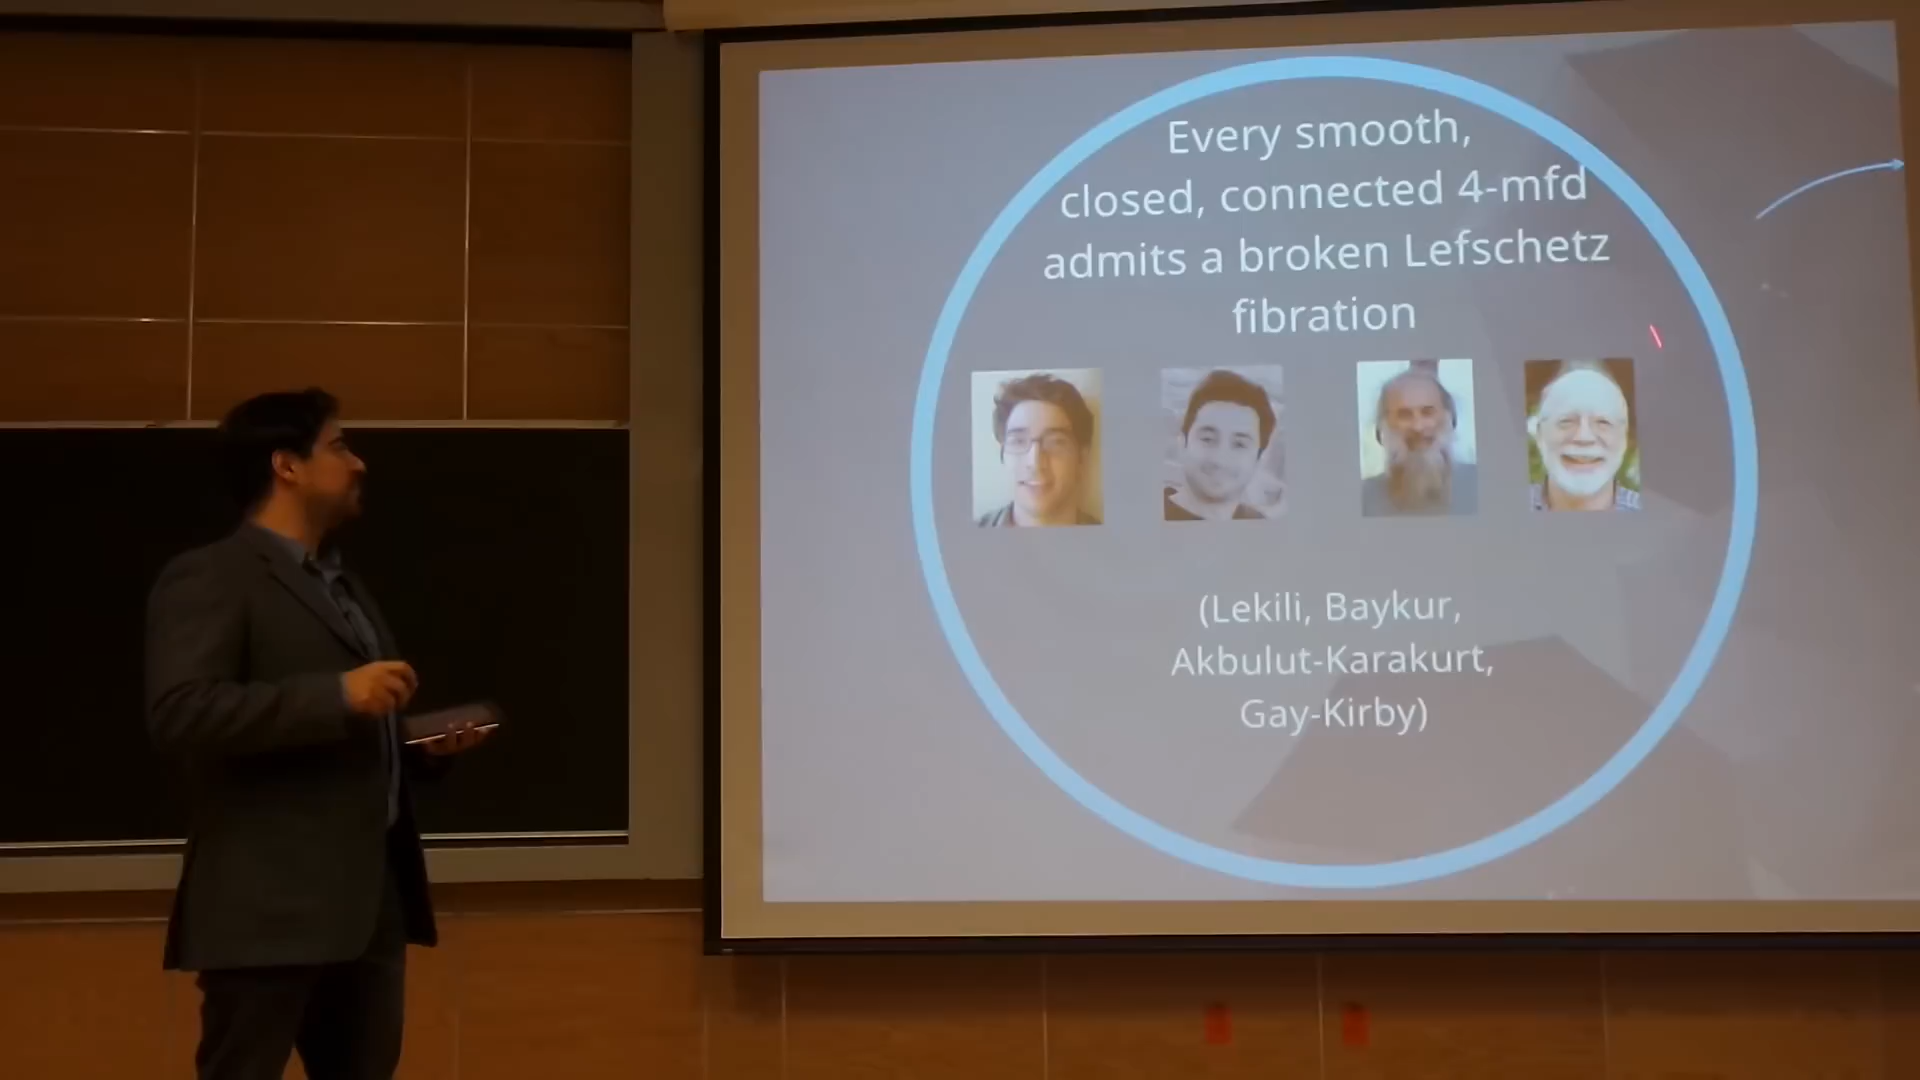 Every smooth,
closed, connected 4-mfd
admits a broken Lefschetz
fibration
(Lekili, Baykur,
Akbulut-Karakurt,
Gay-Kirby)